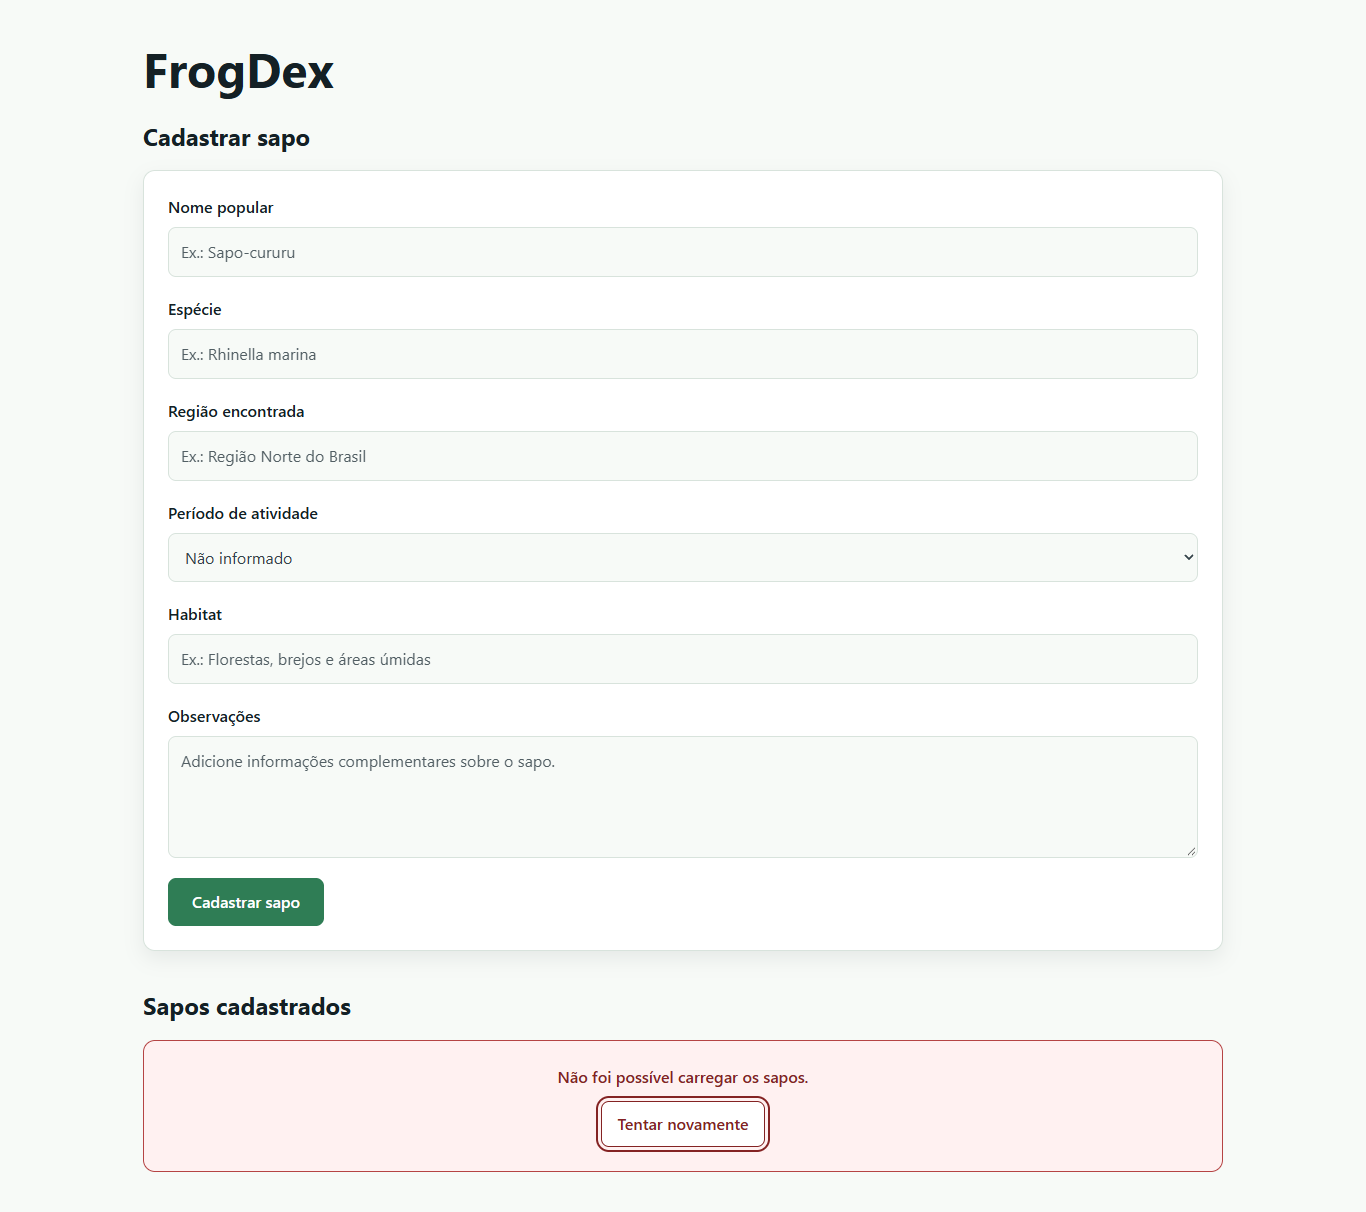 FrogDex
Cadastrar sapo
Nome popular
Ex.: Sapo-cururu
Espécie
Ex.: Rhinella marina
Região encontrada
Ex.: Região Norte do Brasil
Período de atividade
Não informado
Habitat
Ex.: Florestas, brejos e áreas úmidas
Observações
Adicione informações complementares sobre o sapo.
Cadastrar sapo
Sapos cadastrados
Não foi possível carregar os sapos.
Tentar novamente